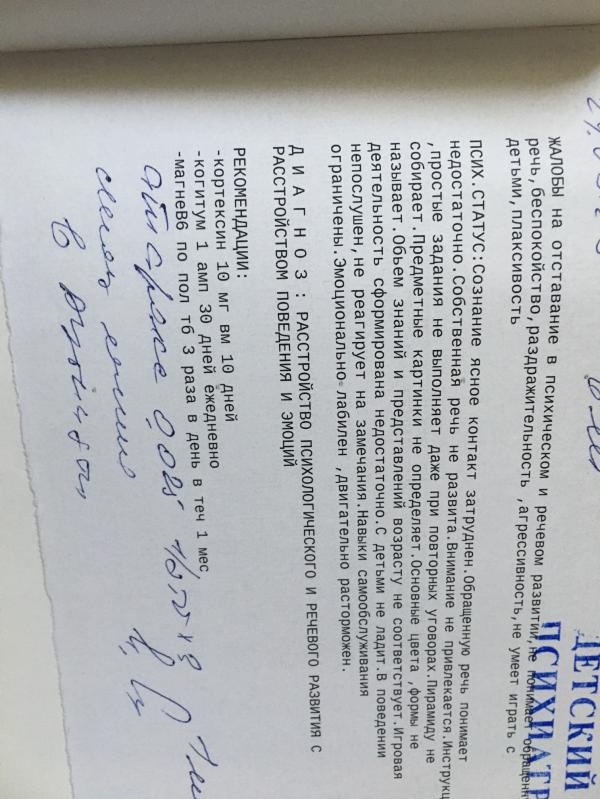 ДЕТСКИЙ
ПСИХИАТР
ЖАЛОБЫ на отставание в психическом и речевом развитии, не понимает обращенн
речь, беспокойство, раздражительность ,агрессивность, не умеет играть с
детьми, плаксивость
ПСИХ.СТАТУС:Сознание ясное контакт затруднен.Обращенную речь понимает
недостаточно.Собственная речь не развита.Внимание не привлекается.Инструкц
,простые задания не выполняет даже при повторных уговорах.Пирамиду не
собирает.Предметные картинки не определяет.Основные цвета ,формы не
называет.Обьем знаний и представлений возрасту не соответствует.Игровая
деятельность сформирована недостаточно.С детьми не ладит.В поведении
непослушен,не реагирует на замечания.Навыки самообслуживания
ограничены.Эмоционально лабилен ,двигательно расторможен.
Д И А Г Н О З : РАССТРОЙСТВО ПСИХОЛОГИЧЕСКОГО И РЕЧЕВОГО РАЗВИТИЯ С
РАССТРОЙСТВОМ ПОВЕДЕНИЯ И ЭМОЦИЙ
РЕКОМЕНДАЦИИ:
-кортексин 10 мг вм 10 дней
-когитум 1 амп 30 дней ежедневно
-магнеВ6 по пол тб 3 раза в день в теч 1 мес